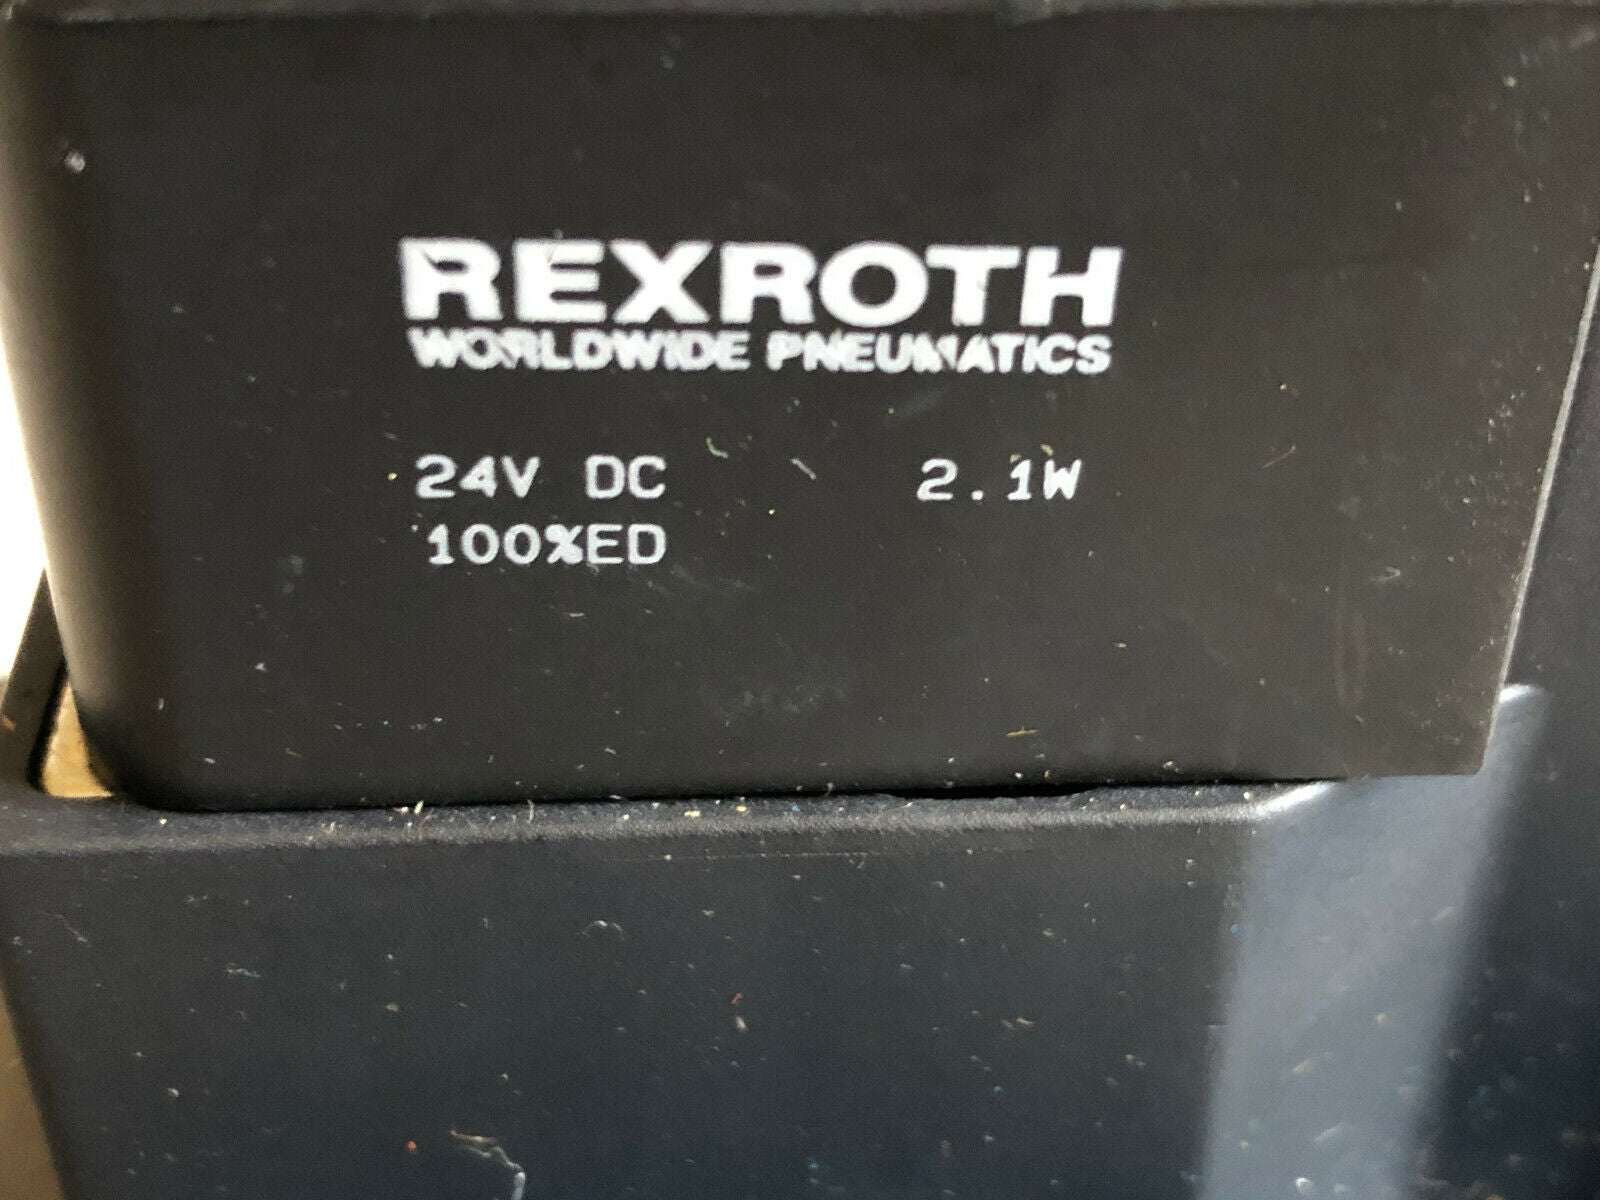 REXROTH
WORLDWIDE PNEUMATICS
24V DC 2.1W
100%ED